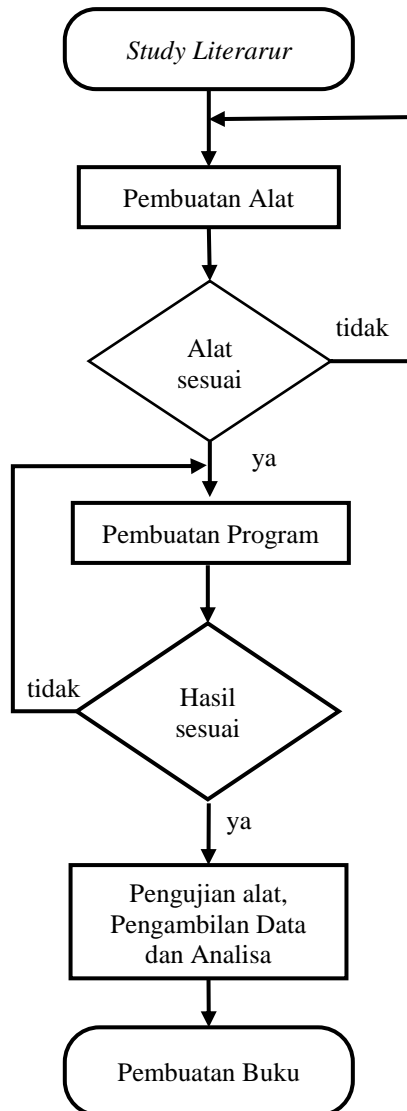 Study Literarur
Pembuatan Alat
Alat
sesuai
tidak
ya
Pembuatan Program
tidak
Hasil
sesuai
ya
Pengujian alat,
Pengambilan Data
dan Analisa
Pembuatan Buku